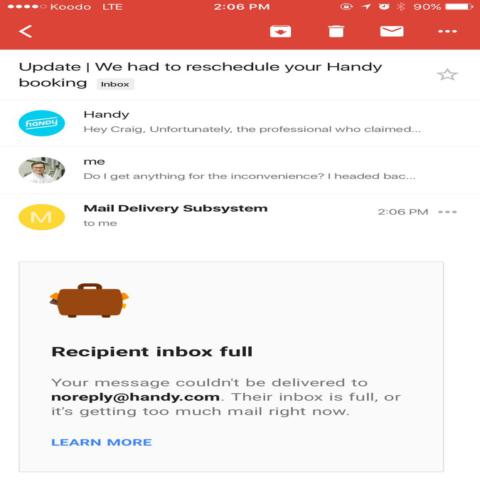 Koodo LTE 2:06 PM 90%
Update | We had to reschedule your Handy
booking Inbox
handy
Handy
Hey Craig, Unfortunately, the professional who claimed...
me
Do I get anything for the inconvenience? I headed bac...
M
Mail Delivery Subsystem 2:06 PM
to me
Recipient inbox full
Your message couldn't be delivered to
noreply@handy.com. Their inbox is full, or
it's getting too much mail right now.
LEARN MORE